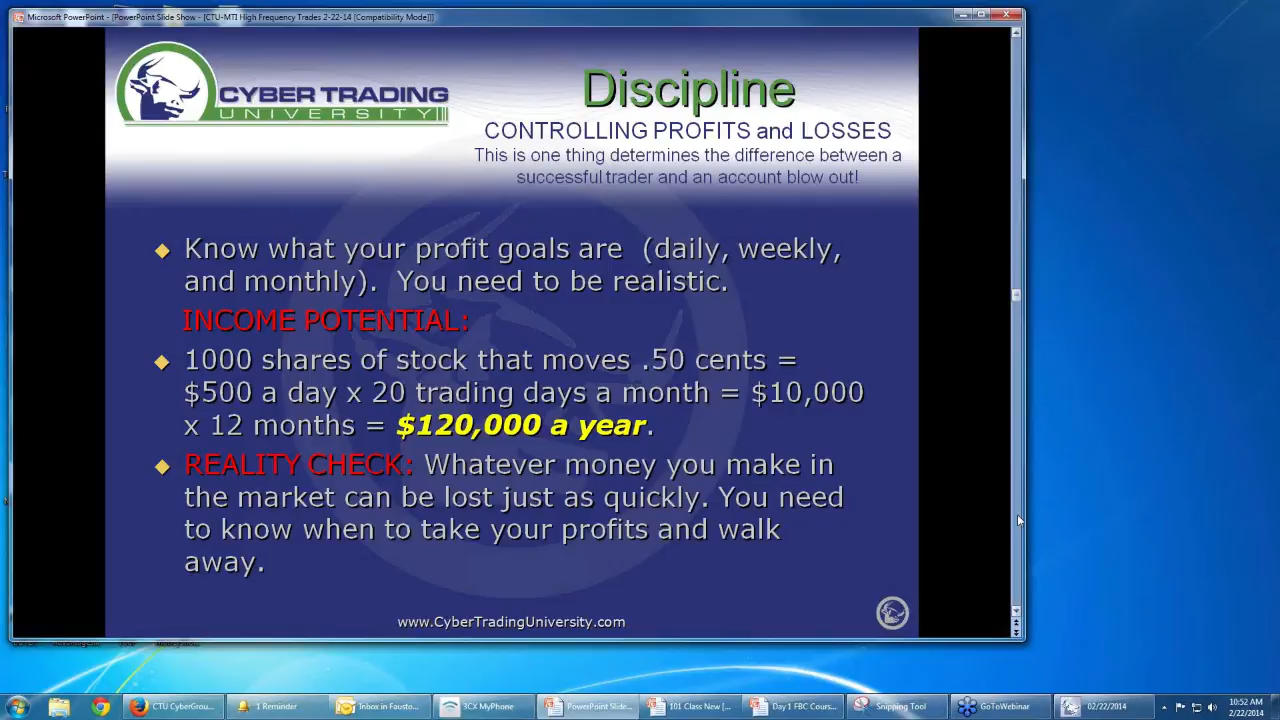 Microsoft PowerPoint - [PowerPoint Slide Show - [CTU-MTI High Frequency Trades 2-22-14 [Compatibility Mode]]]
CYBER TRADING
UNIVERSITY
Discipline
CONTROLLING PROFITS and LOSSES
This is one thing determines the difference between a
successful trader and an account blow out!
Know what your profit goals are (daily, weekly,
and monthly). You need to be realistic.
INCOME POTENTIAL:
1000 shares of stock that moves .50 cents =
$500 a day x 20 trading days a month = $10,000
x 12 months = $120,000 a year.
REALITY CHECK: Whatever money you make in
the market can be lost just as quickly. You need
to know when to take your profits and walk
away.
www.CyberTradingUniversity.com
CTU CyberGrou...
1 Reminder
Inbox in Fausto...
3CX MyPhone
PowerPoint Slide...
101 Class New [...
Day 1 FBC Cours...
Snipping Tool
GoToWebinar
02/22/2014
10:52 AM
2/22/2014